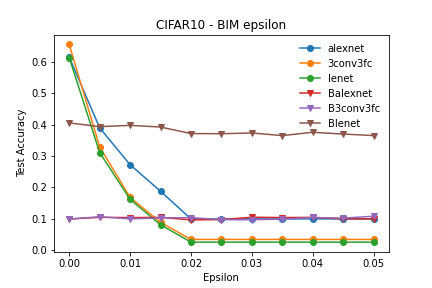 CIFAR10 - BIM epsilon
Test Accuracy
0.6
0.5
0.4
0.3
0.2
0.1
0.0
alexnet
3conv3fc
lenet
Balexnet
B3conv3fc
Blenet
0.00 0.01 0.02 0.03 0.04 0.05
Epsilon